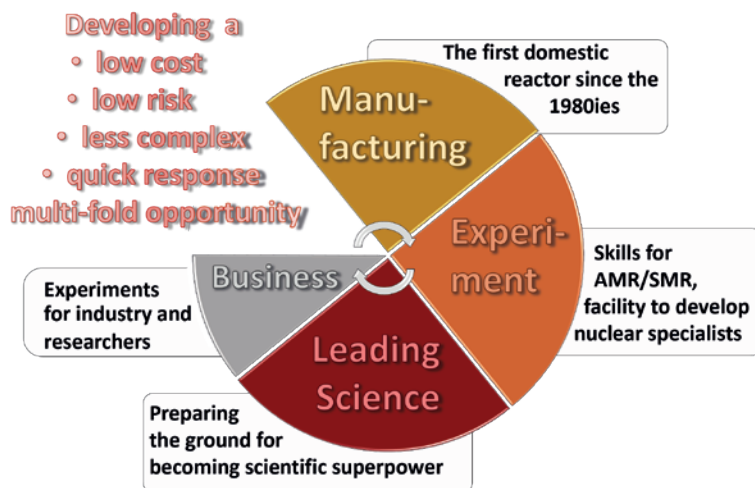 Developing a
• low cost
• low risk
• less complex
• quick response
multi-fold opportunity
Manu-
facturing
The first domestic
reactor since the
1980ies
Experi-
ment
Skills for
AMR/SMR,
facility to develop
nuclear specialists
Leading
Science
Preparing
the ground for
becoming scientific superpower
Business
Experiments
for industry and
researchers